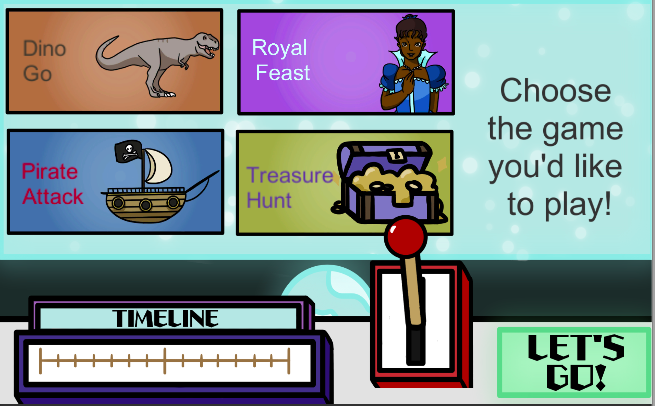 Dino
Go
Royal
Feast
Pirate
Attack
Treasure
Hunt
Choose
the game
you'd like
to play!
TIMELINE
LET'S
GO!